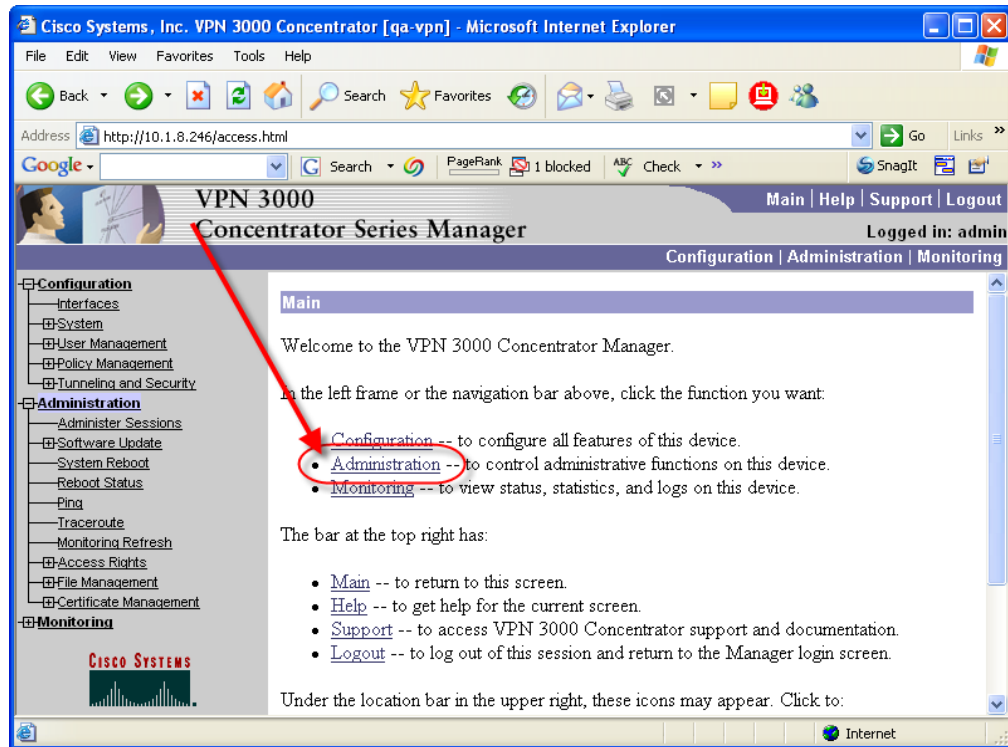 Cisco Systems, Inc. VPN 3000 Concentrator [qa-vpn] - Microsoft Internet Explorer
File Edit View Favorites Tools Help
Back Search Favorites
Address http://10.1.8.246/access.html Go Links »
Google Search PageRank 1 blocked ABC Check » SnagIt
VPN 3000
Concentrator Series Manager
Main | Help | Support | Logout
Logged in: admin
Configuration | Administration | Monitoring
Configuration
Interfaces
System
User Management
Policy Management
Tunneling and Security
Administration
Administer Sessions
Software Update
System Reboot
Reboot Status
Ping
Traceroute
Monitoring Refresh
Access Rights
File Management
Certificate Management
Monitoring
CISCO SYSTEMS
Main
Welcome to the VPN 3000 Concentrator Manager.
In the left frame or the navigation bar above, click the function you want:
• Configuration -- to configure all features of this device.
• Administration -- to control administrative functions on this device.
• Monitoring -- to view status, statistics, and logs on this device.
The bar at the top right has:
• Main -- to return to this screen.
• Help -- to get help for the current screen.
• Support -- to access VPN 3000 Concentrator support and documentation.
• Logout -- to log out of this session and return to the Manager login screen.
Under the location bar in the upper right, these icons may appear. Click to:
Internet